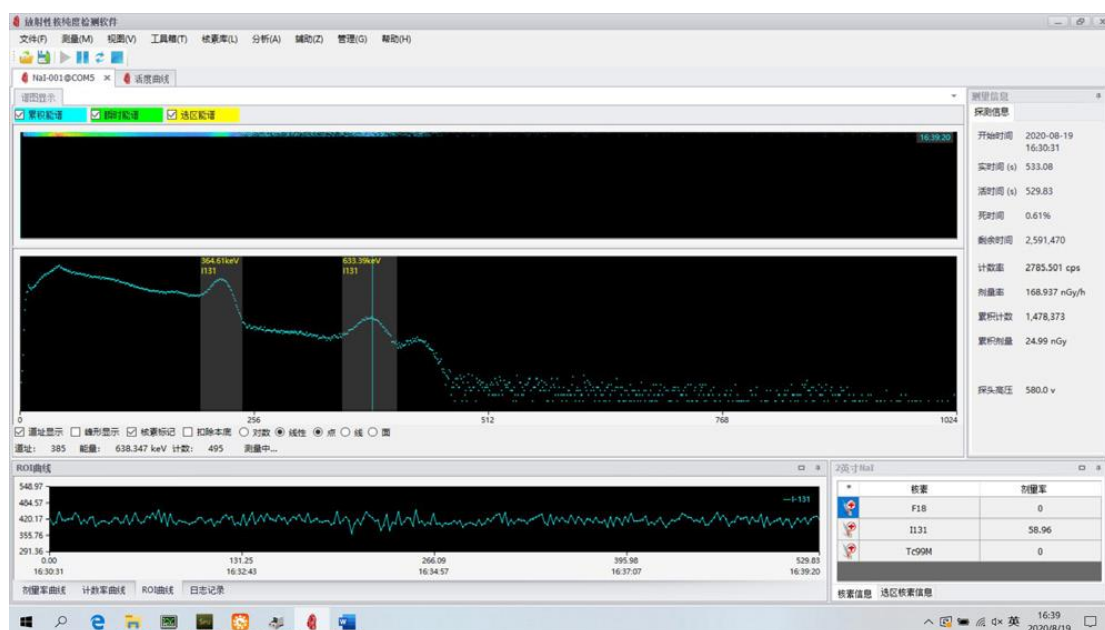 放射性核纯度检测软件
文件(F) 测量(M) 视图(V) 工具箱(T) 核素库(L) 分析(A) 辅助(Z) 管理(G) 帮助(H)
NaI-001@COM5 × 活度曲线
谱图显示
累积能谱 瞬时能谱 选区能谱
16:39:20
364.61keV 633.39keV
I131 I131
0 256 512 768 1024
道址显示 峰形显示 核素标记 扣除本底 对数 线性 点 线 面
道址: 385 能量: 638.347 keV 计数: 495 测量中...
测量信息
探测信息
开始时间 2020-08-19
16:30:31
实时间 (s) 533.08
活时间 (s) 529.83
死时间 0.61%
剩余时间 2,591,470
计数率 2785.501 cps
剂量率 168.937 nGy/h
累积计数 1,478,373
累积剂量 24.99 nGy
探头高压 580.0 v
ROI曲线
548.97
484.57
420.17
355.76
291.36
I-131
0.00 131.25 266.09 395.98 529.83
16:30:31 16:32:43 16:34:57 16:37:07 16:39:20
剂量率曲线 计数率曲线 ROI曲线 日志记录
2英寸NaI
* 核素 剂量率
F18 0
I131 58.96
Tc99M 0
核素信息 选区核素信息
英 16:39
2020/8/19